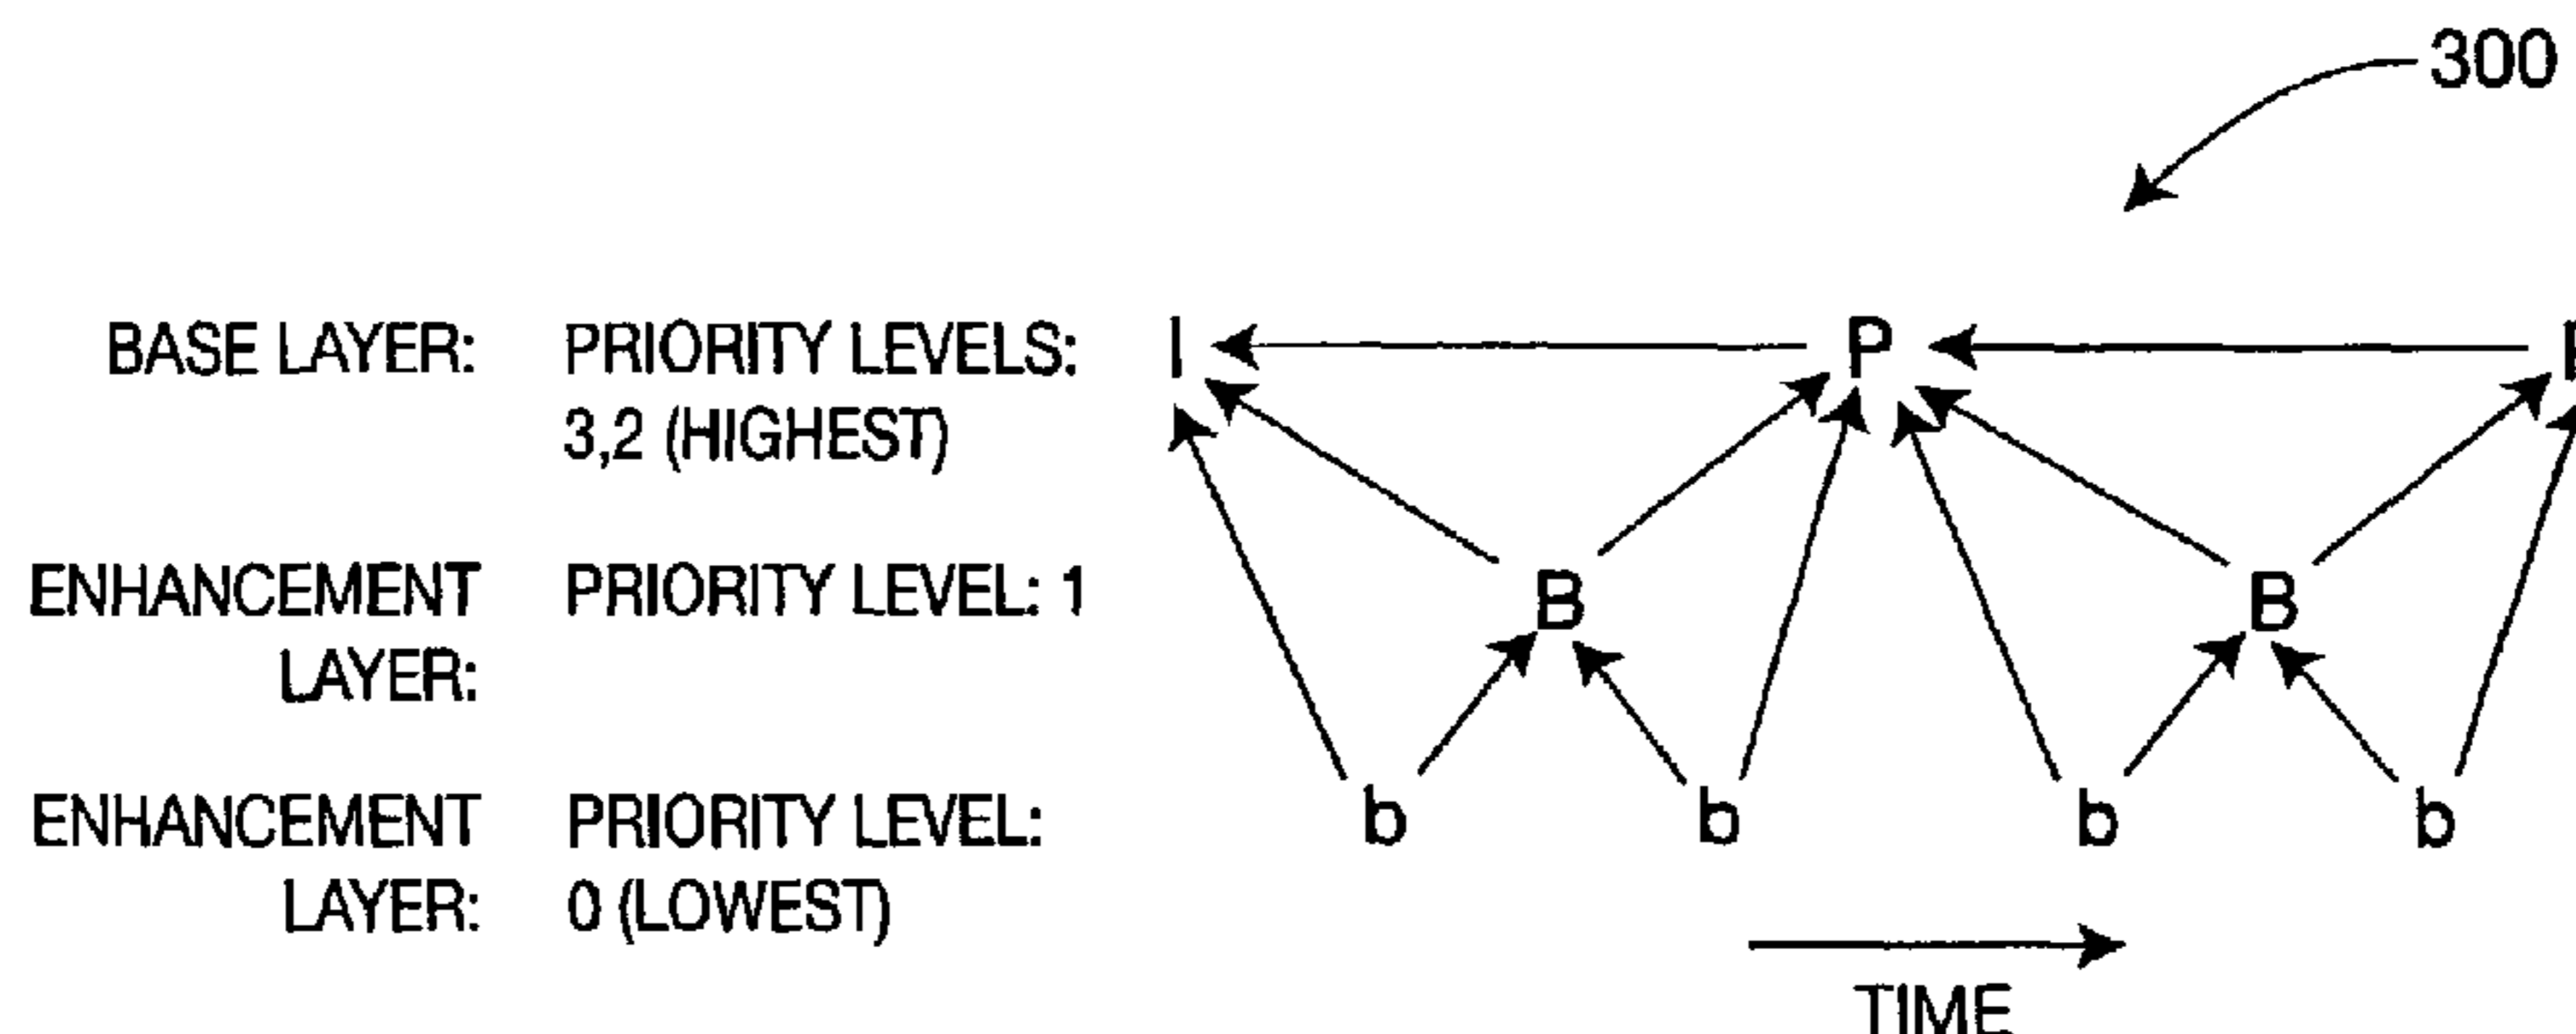 300
BASE LAYER: PRIORITY LEVELS: I P
3,2 (HIGHEST)
ENHANCEMENT PRIORITY LEVEL: 1 B B
LAYER:
ENHANCEMENT PRIORITY LEVEL: b b b b
LAYER: 0 (LOWEST)
TIME